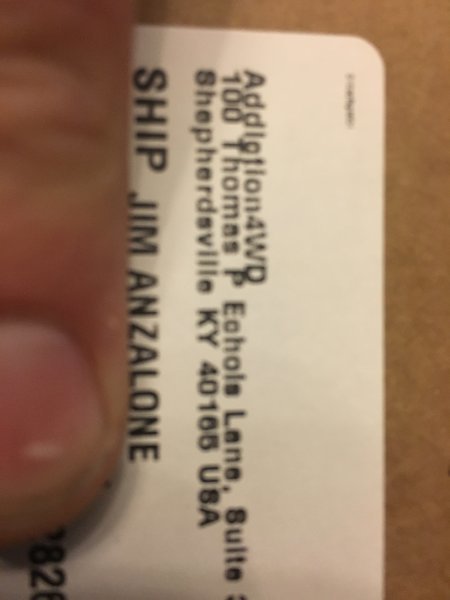 Addiction4WD
100 Thomas P Echols Lane, Suite
Shepherdsville KY 40165 USA
SHIP JIM ANZALONE